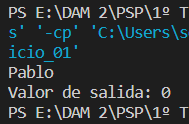 PS E:\DAM 2\PSP\1º T
s' '-cp' 'C:\Users\s
icio_01'
Pablo
Valor de salida: 0
PS E:\DAM 2\PSP\1º T